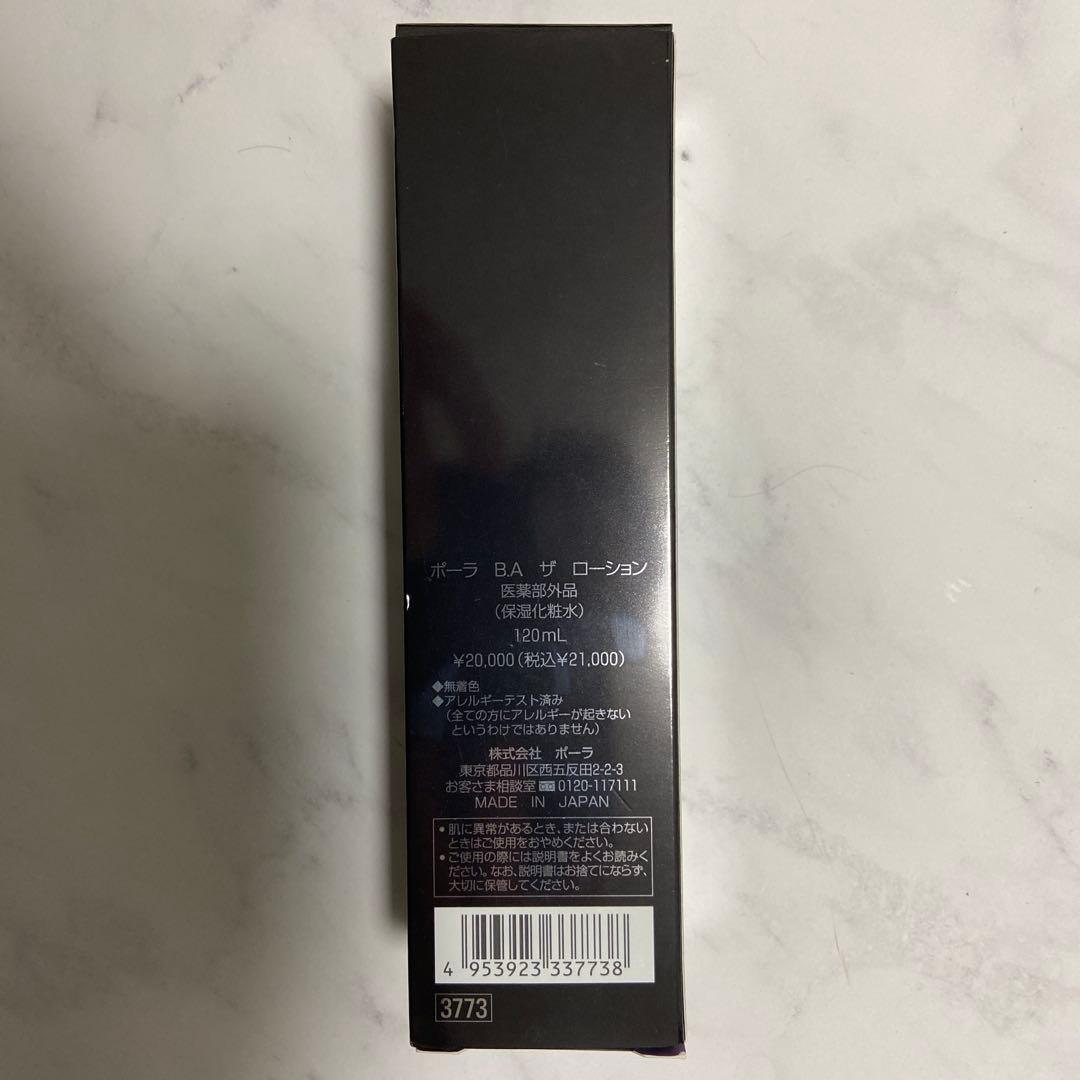 ポーラ B.A ザ ローション
医薬部外品
(保湿化粧水)
120mL
¥20,000(税込¥21,000)
◆無着色
◆アレルギーテスト済み
(全ての方にアレルギーが起きない
というわけではありません)
株式会社 ポーラ
東京都品川区西五反田2-2-3
お客さま相談室 0120-117111
MADE IN JAPAN
•肌に異常があるとき、または合わない
ときはご使用をおやめください。
•ご使用の際には説明書をよくお読みく
ださい。なお、説明書はお捨てにならず、
大切に保管してください。
4 953923 337738
3773